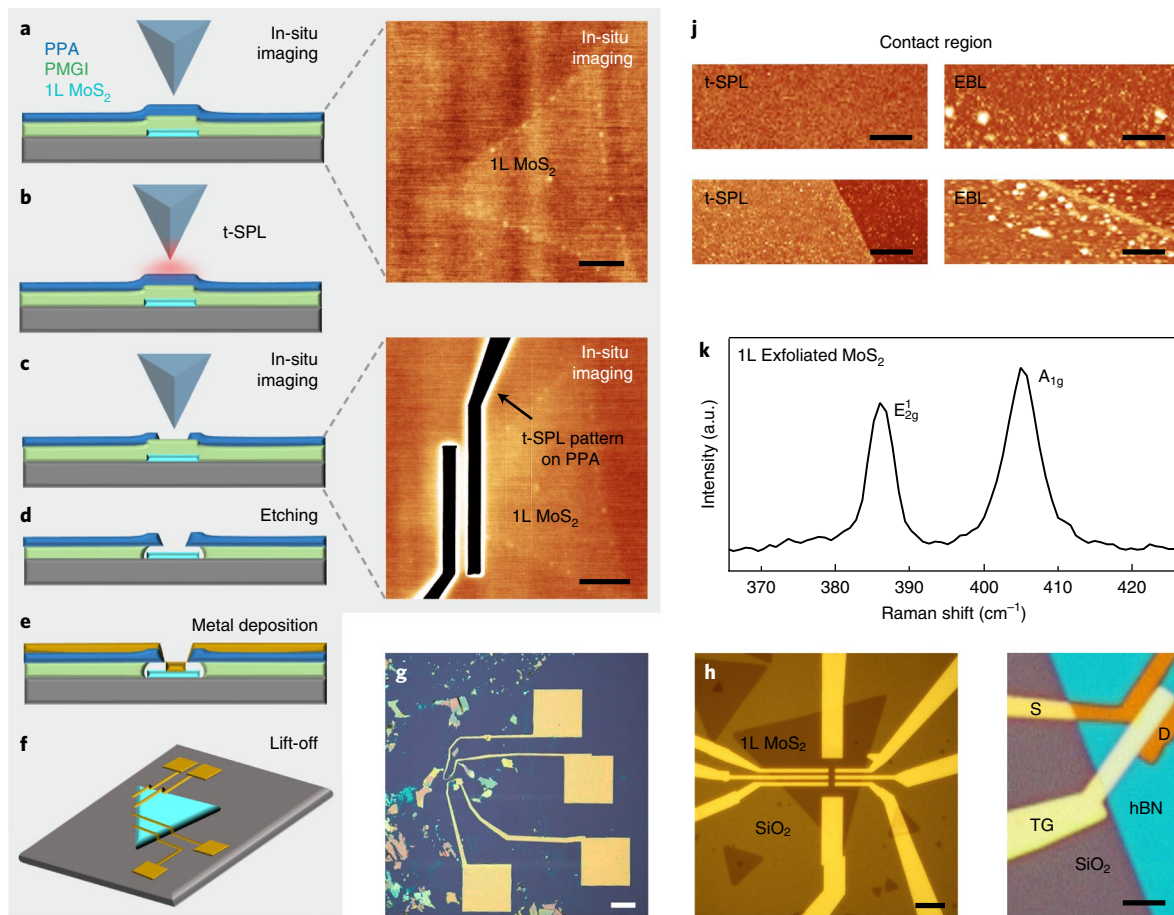 a
PPA
PMGI
1L MoS₂
In-situ
imaging
In-situ
imaging
1L MoS₂
b
t-SPL
c
In-situ
imaging
In-situ
imaging
t-SPL pattern
on PPA
1L MoS₂
d
Etching
e
Metal deposition
f
Lift-off
g
h
1L MoS₂
SiO₂
S
D
hBN
TG
SiO₂
j
Contact region
t-SPL
EBL
t-SPL
EBL
k
1L Exfoliated MoS₂
E¹₂g
A₁g
Intensity (a.u.)
370 380 390 400 410 420
Raman shift (cm⁻¹)